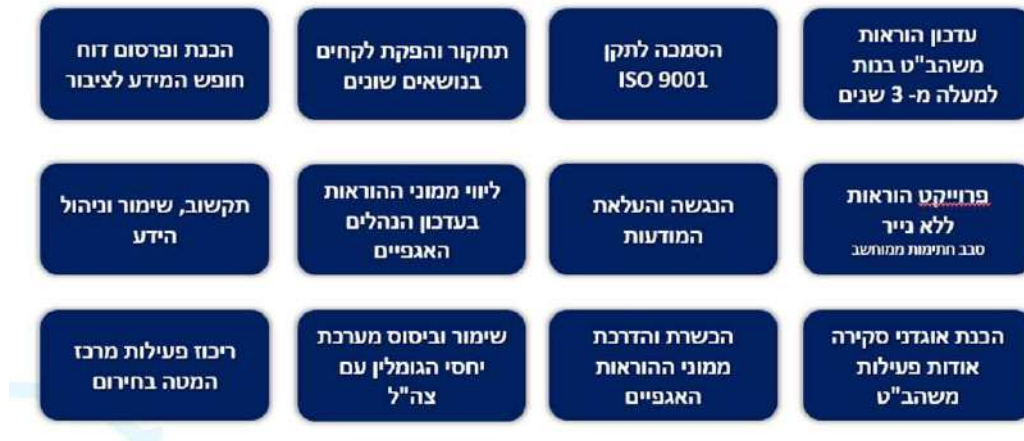 עדכון הוראות
משהב"ט בנות
למעלה מ- 3 שנים
הסמכה לתקן
ISO 9001
תחקור והפקת לקחים
בנושאים שונים
הכנת ופרסום דוח
חופש המידע לציבור
פרוייקט הוראות
ללא נייר
סבב חתימות ממוחשב
הנגשה והעלאת
המודעות
ליווי ממוני ההוראות
בעדכון הנהלים
האגפיים
תקשוב, שימור וניהול
הידע
הכנת אוגדני סקירה
אודות פעילות
משהב"ט
הכשרת והדרכת
ממוני ההוראות
האגפיים
שימור וביסוס מערכת
יחסי הגומלין עם
צה"ל
ריכוז פעילות מרכז
המטה בחירום